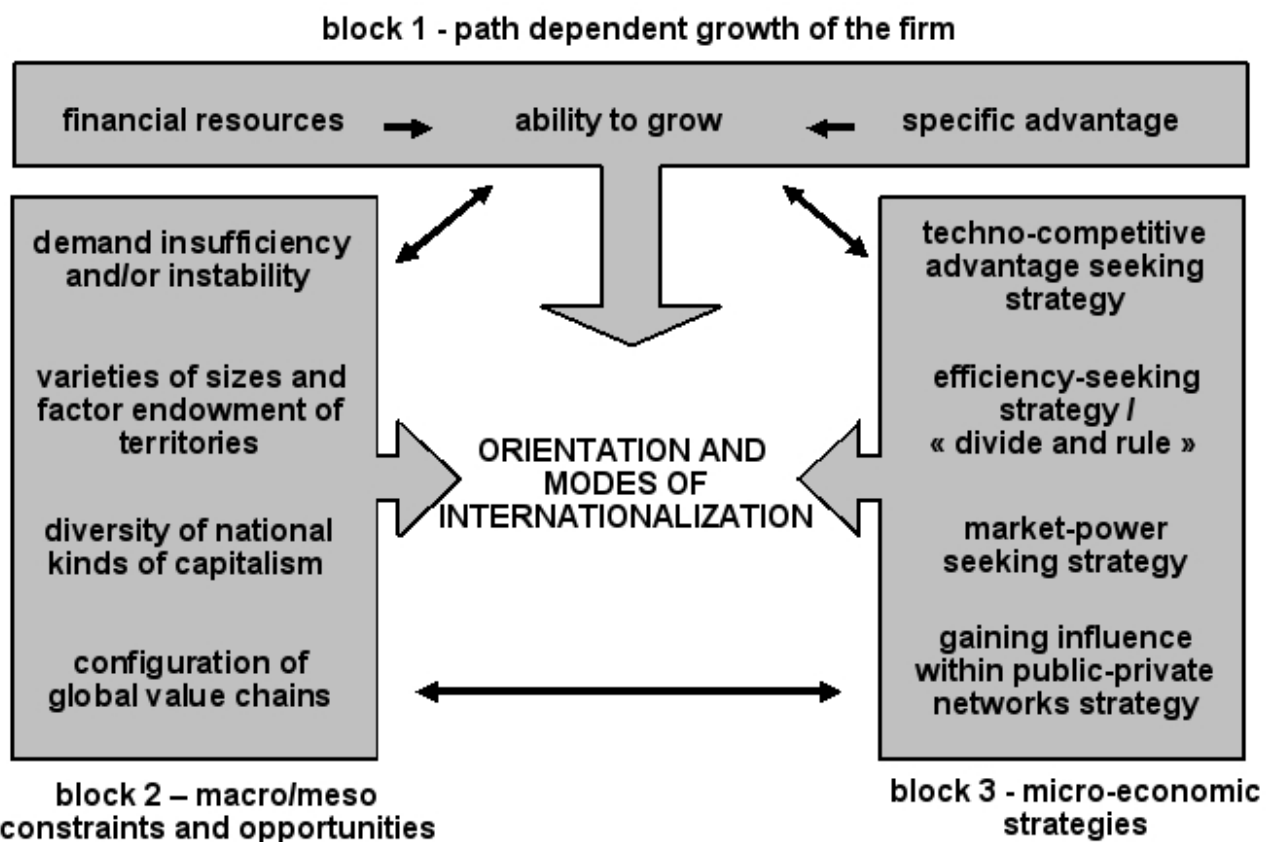 block 1 - path dependent growth of the firm
financial resources
ability to grow
specific advantage
demand insufficiency
and/or instability
varieties of sizes and
factor endowment of
territories
diversity of national
kinds of capitalism
configuration of
global value chains
block 2 – macro/meso
constraints and opportunities
ORIENTATION AND
MODES OF
INTERNATIONALIZATION
techno-competitive
advantage seeking
strategy
efficiency-seeking
strategy /
« divide and rule »
market-power
seeking strategy
gaining influence
within public-private
networks strategy
block 3 - micro-economic
strategies